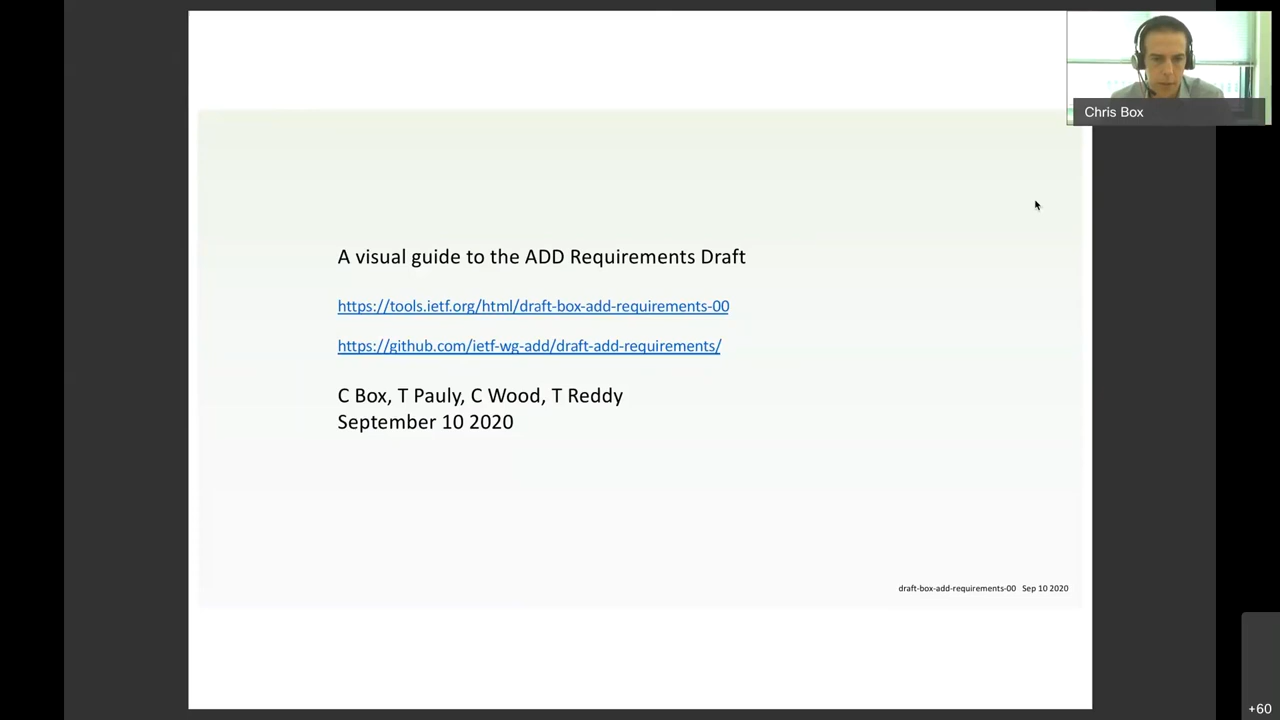 Chris Box
A visual guide to the ADD Requirements Draft
https://tools.ietf.org/html/draft-box-add-requirements-00
https://github.com/ietf-wg-add/draft-add-requirements/
C Box, T Pauly, C Wood, T Reddy
September 10 2020
draft-box-add-requirements-00 Sep 10 2020
+60